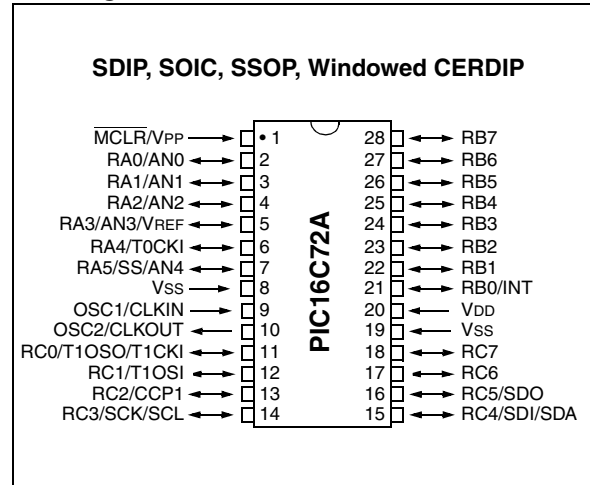 SDIP, SOIC, SSOP, Windowed CERDIP
MCLR/VPP • 1 28 RB7
RA0/AN0 2 27 RB6
RA1/AN1 3 26 RB5
RA2/AN2 4 25 RB4
RA3/AN3/VREF 5 24 RB3
RA4/T0CKI 6 23 RB2
RA5/SS/AN4 7 22 RB1
VSS 8 21 RB0/INT
OSC1/CLKIN 9 20 VDD
OSC2/CLKOUT 10 19 VSS
RC0/T1OSO/T1CKI 11 18 RC7
RC1/T1OSI 12 17 RC6
RC2/CCP1 13 16 RC5/SDO
RC3/SCK/SCL 14 15 RC4/SDI/SDA
PIC16C72A